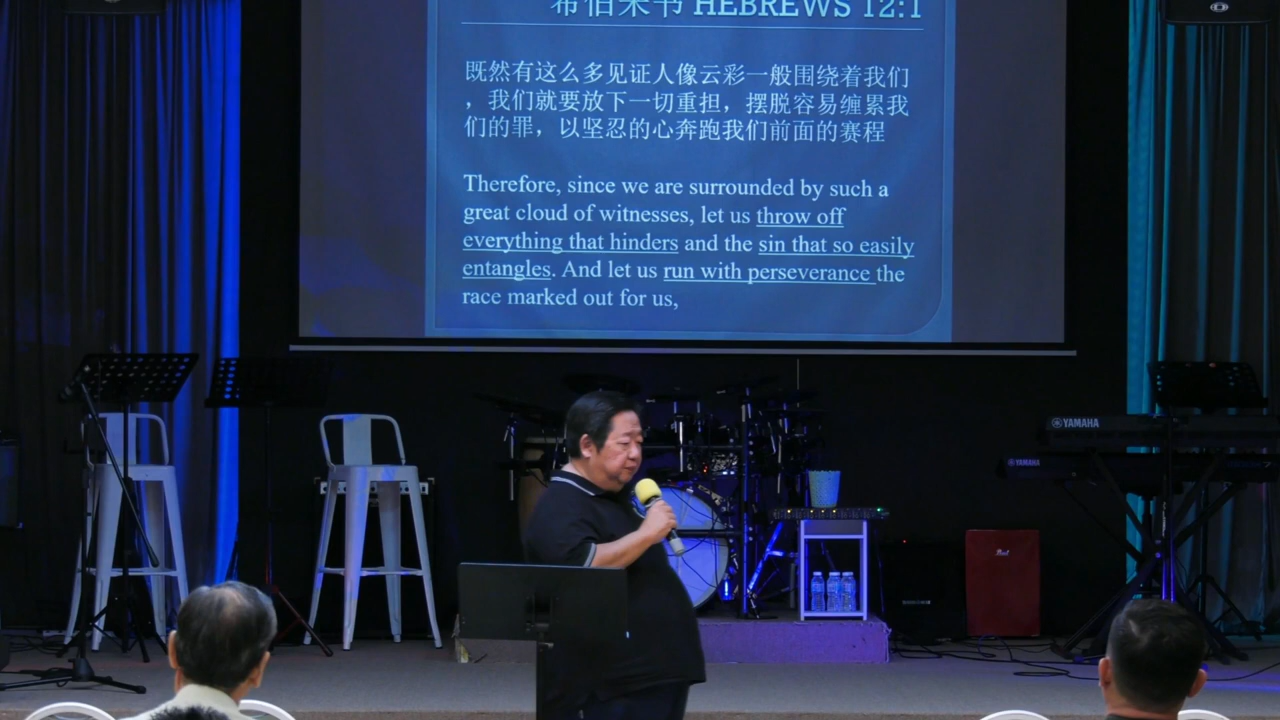 希伯来书 HEBREWS 12:1
既然有这么多见证人像云彩一般围绕着我们
，我们就要放下一切重担，摆脱容易缠累我
们的罪，以坚忍的心奔跑我们前面的赛程
Therefore, since we are surrounded by such a
great cloud of witnesses, let us throw off
everything that hinders and the sin that so easily
entangles. And let us run with perseverance the
race marked out for us,
YAMAHA
YAMAHA
Pearl